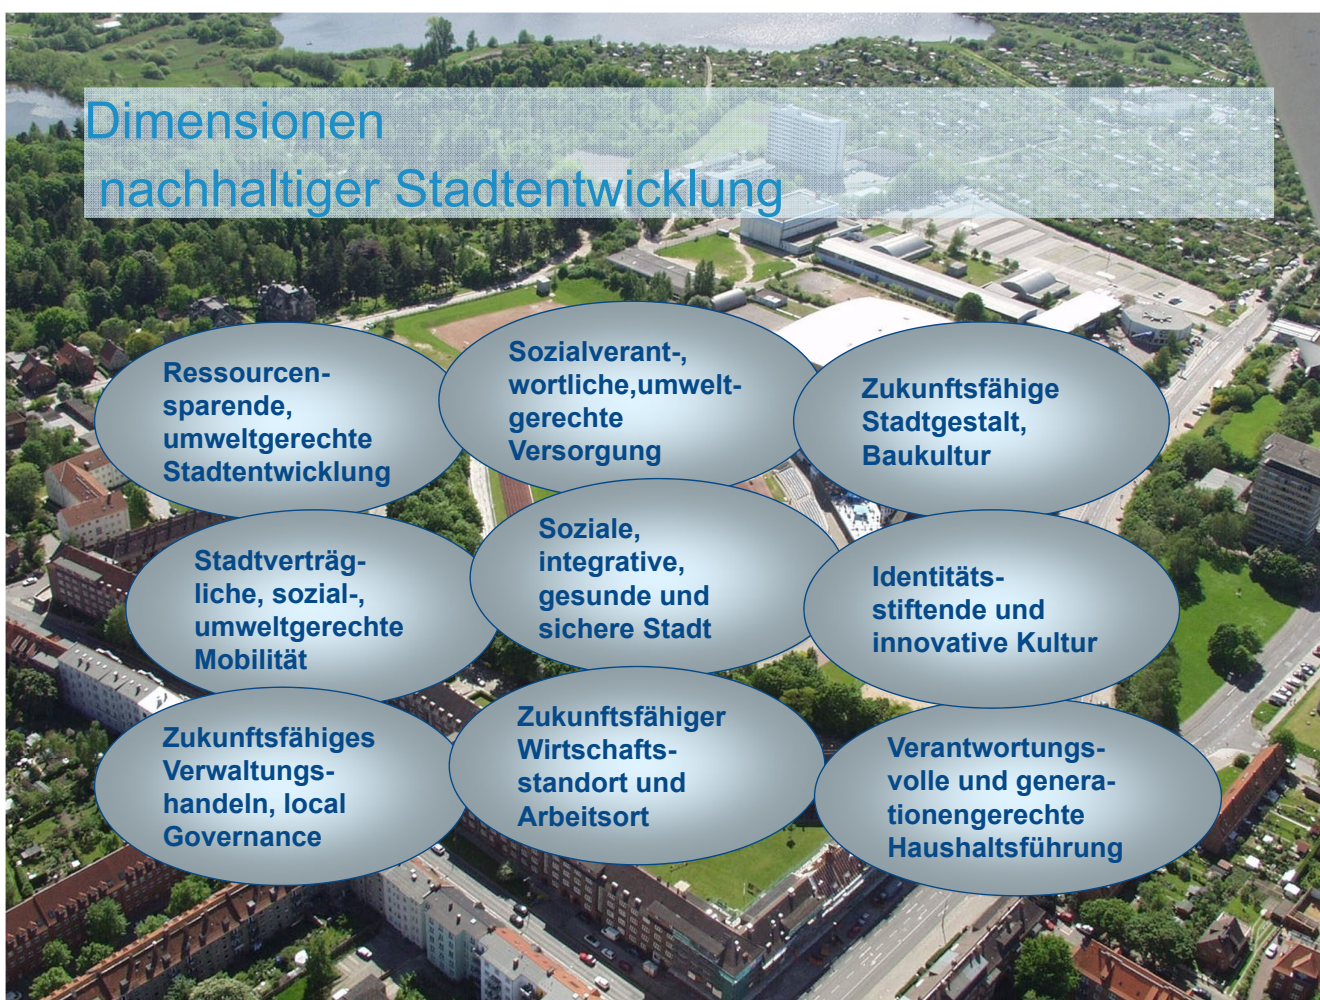 Dimensionen
nachhaltiger Stadtentwicklung
Ressourcen-
sparende,
umweltgerechte
Stadtentwicklung
Sozialverant-,
wortliche,umwelt-
gerechte
Versorgung
Zukunftsfähige
Stadtgestalt,
Baukultur
Stadtverträg-
liche, sozial-,
umweltgerechte
Mobilität
Soziale,
integrative,
gesunde und
sichere Stadt
Identitäts-
stiftende und
innovative Kultur
Zukunftsfähiges
Verwaltungs-
handeln, local
Governance
Zukunftsfähiger
Wirtschafts-
standort und
Arbeitsort
Verantwortungs-
volle und genera-
tionengerechte
Haushaltsführung